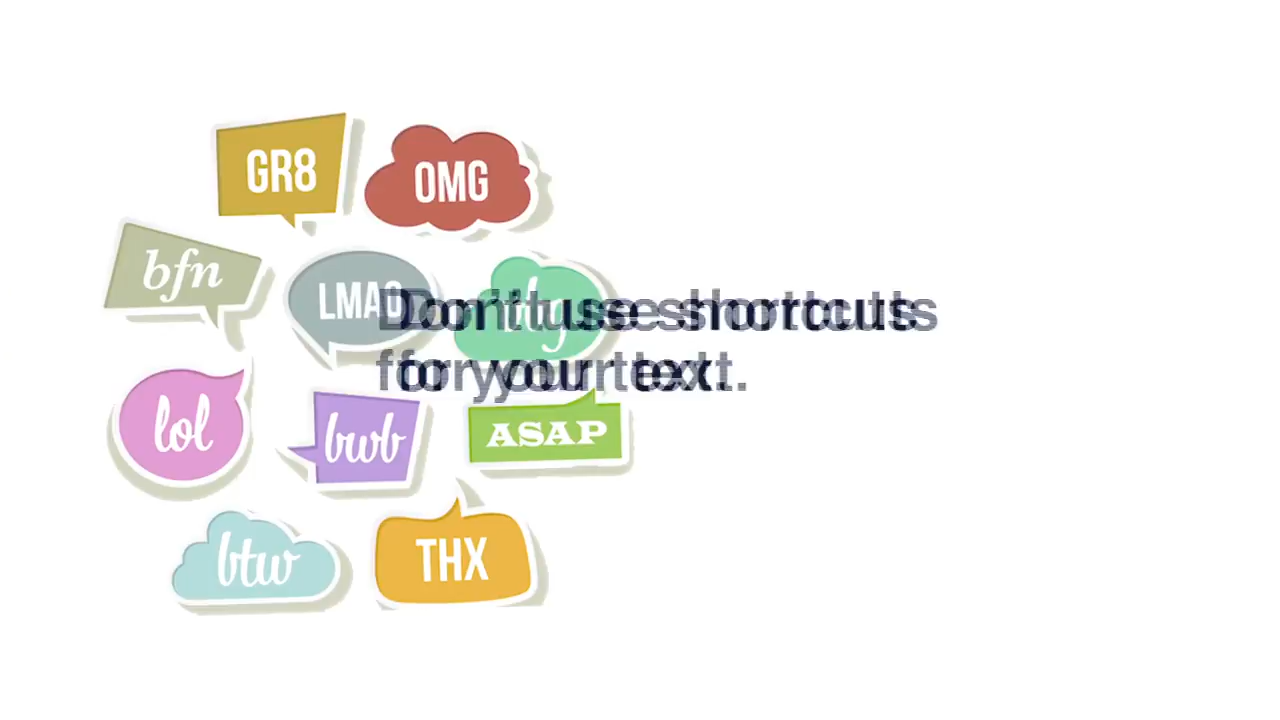 GR8
OMG
bfn
LMAO
Don't use shortcuts
for your text.
lol
bwb
ASAP
btw
THX